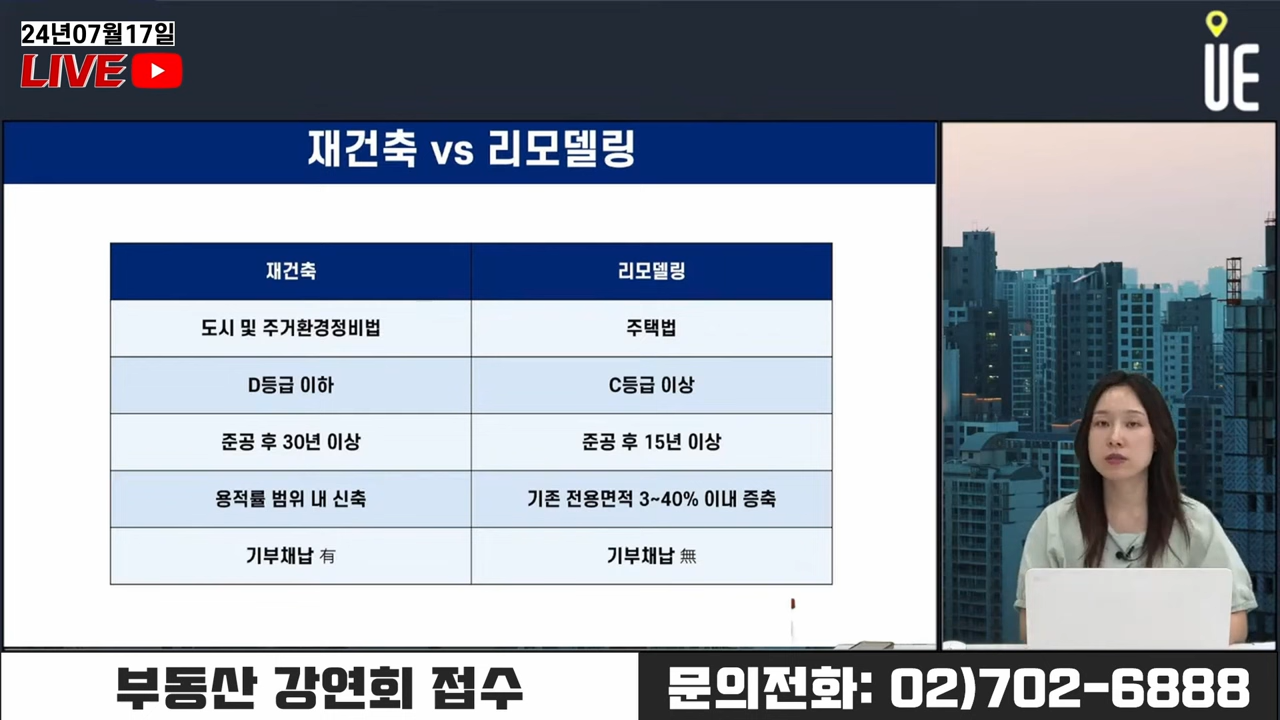 24년07월17일
LIVE
UE
재건축 vs 리모델링
재건축 리모델링
도시 및 주거환경정비법 주택법
D등급 이하 C등급 이상
준공 후 30년 이상 준공 후 15년 이상
용적률 범위 내 신축 기존 전용면적 3~40% 이내 증축
기부채납 有 기부채납 無
부동산 강연회 접수 문의전화: 02)702-6888